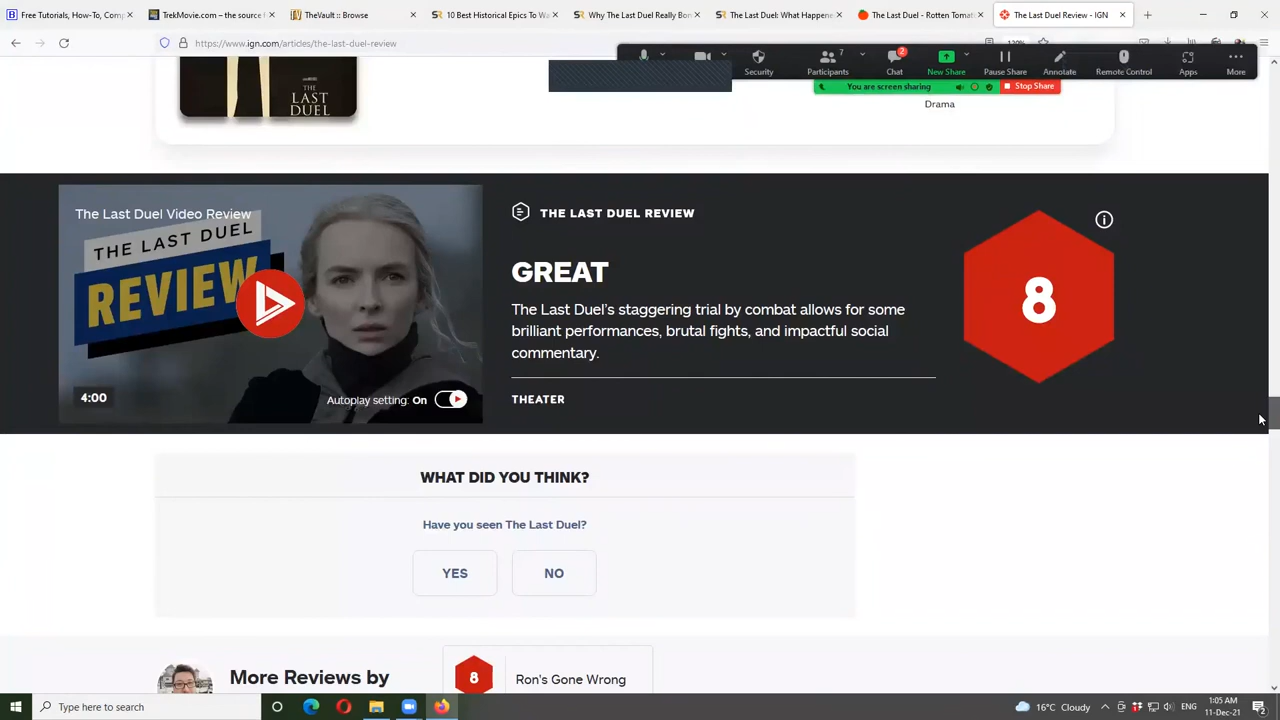 Free Tutorials, How-To, Comp
TrekMovie.com – the source
TheVault :: Browse
10 Best Historical Epics To Wa
Why The Last Duel Really Bon
The Last Duel: What Happene
The Last Duel - Rotten Tomat
The Last Duel Review - IGN
https://www.ign.com/articles/the-last-duel-review
120%
7
2
Security
Participants
Chat
New Share
Pause Share
Annotate
Remote Control
Apps
More
You are screen sharing
Stop Share
THE
LAST
DUEL
Drama
The Last Duel Video Review
THE LAST DUEL
REVIEW
4:00
Autoplay setting: On
THE LAST DUEL REVIEW
GREAT
The Last Duel's staggering trial by combat allows for some
brilliant performances, brutal fights, and impactful social
commentary.
THEATER
8
WHAT DID YOU THINK?
Have you seen The Last Duel?
YES
NO
More Reviews by
8
Ron's Gone Wrong
Type here to search
16°C Cloudy
ENG
1:05 AM
11-Dec-21
2